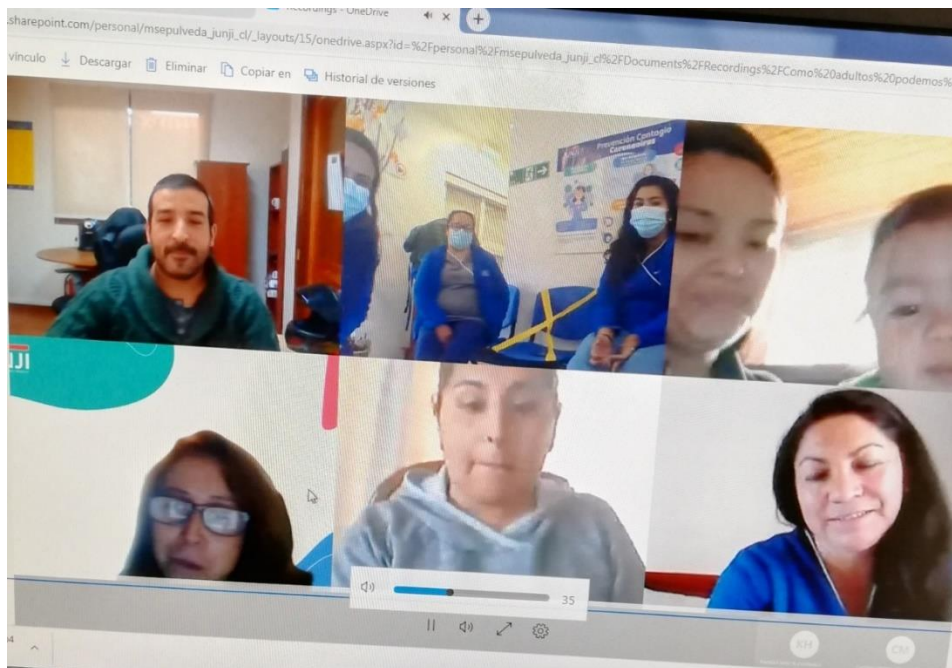 Recordings - OneDrive
.sharepoint.com/personal/msepulveda_junji_cl/_layouts/15/onedrive.aspx?id=%2Fpersonal%2Fmsepulveda_junji_cl%2FDocuments%2FRecordings%2FComo%20adultos%20podemos%
vínculo Descargar Eliminar Copiar en Historial de versiones
Prevención Contagio
Coronavirus
JI
35
KH CM